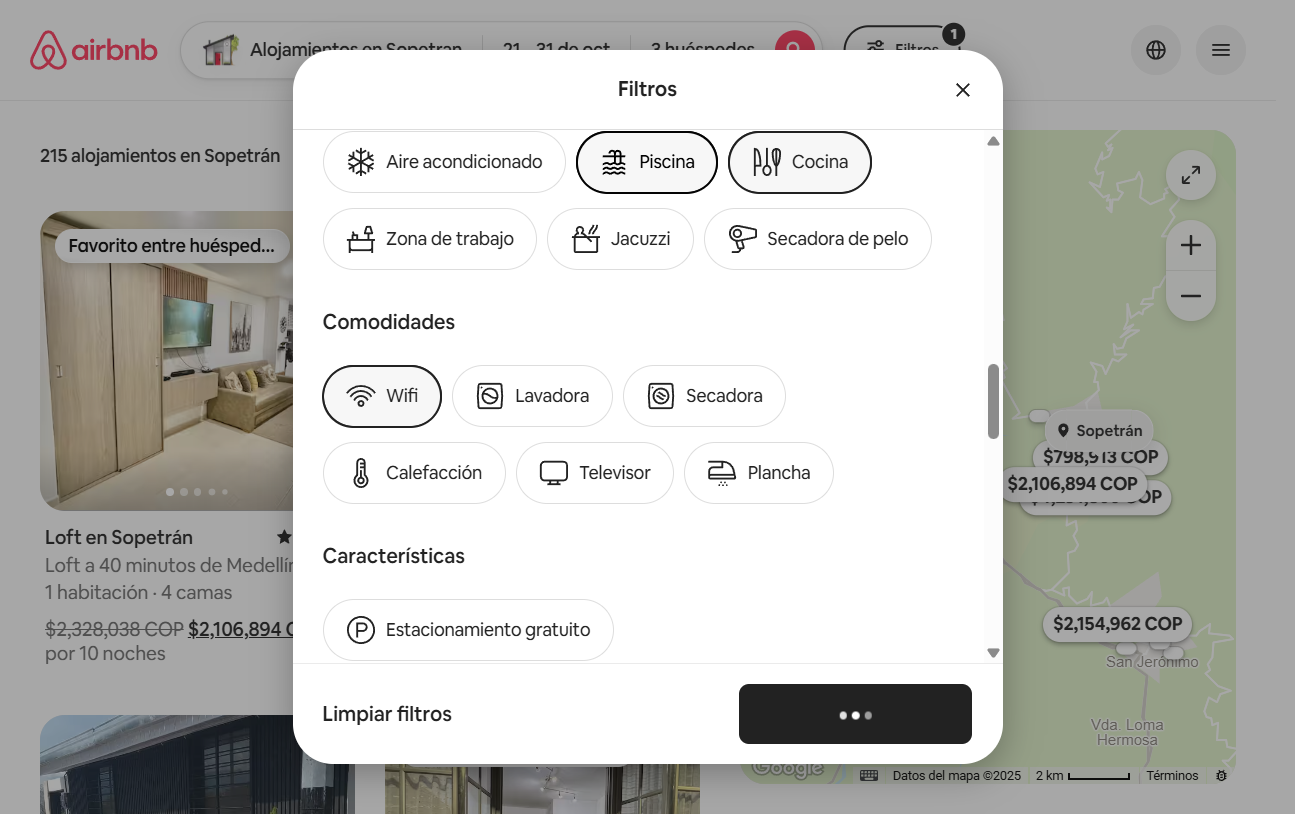 airbnb
Alojamientos en Sopetran
21 – 31 de oct
3 huéspedes
Filtros
1
215 alojamientos en Sopetrán
Favorito entre huésped...
Loft en Sopetrán
Loft a 40 minutos de Medellín
1 habitación · 4 camas
$2,328,038 COP $2,106,894 C
por 10 noches
Filtros
Aire acondicionado
Piscina
Cocina
Zona de trabajo
Jacuzzi
Secadora de pelo
Comodidades
Wifi
Lavadora
Secadora
Calefacción
Televisor
Plancha
Características
Estacionamiento gratuito
Limpiar filtros
Sopetrán
$798,913 COP
$2,106,894 COP
COP
$2,154,962 COP
San Jerónimo
Vda. Loma
Hermosa
Google
Datos del mapa ©2025
2 km
Términos